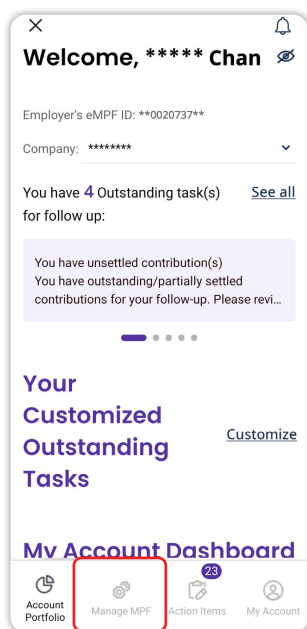 Welcome, ***** Chan
Employer's eMPF ID: **0020737**
Company: ********
You have 4 Outstanding task(s) See all
for follow up:
You have unsettled contribution(s)
You have outstanding/partially settled
contributions for your follow-up. Please revi...
Your
Customized
Outstanding
Tasks
Customize
My Account Dashboard
23
Account
Portfolio
Manage MPF
Action Items
My Account